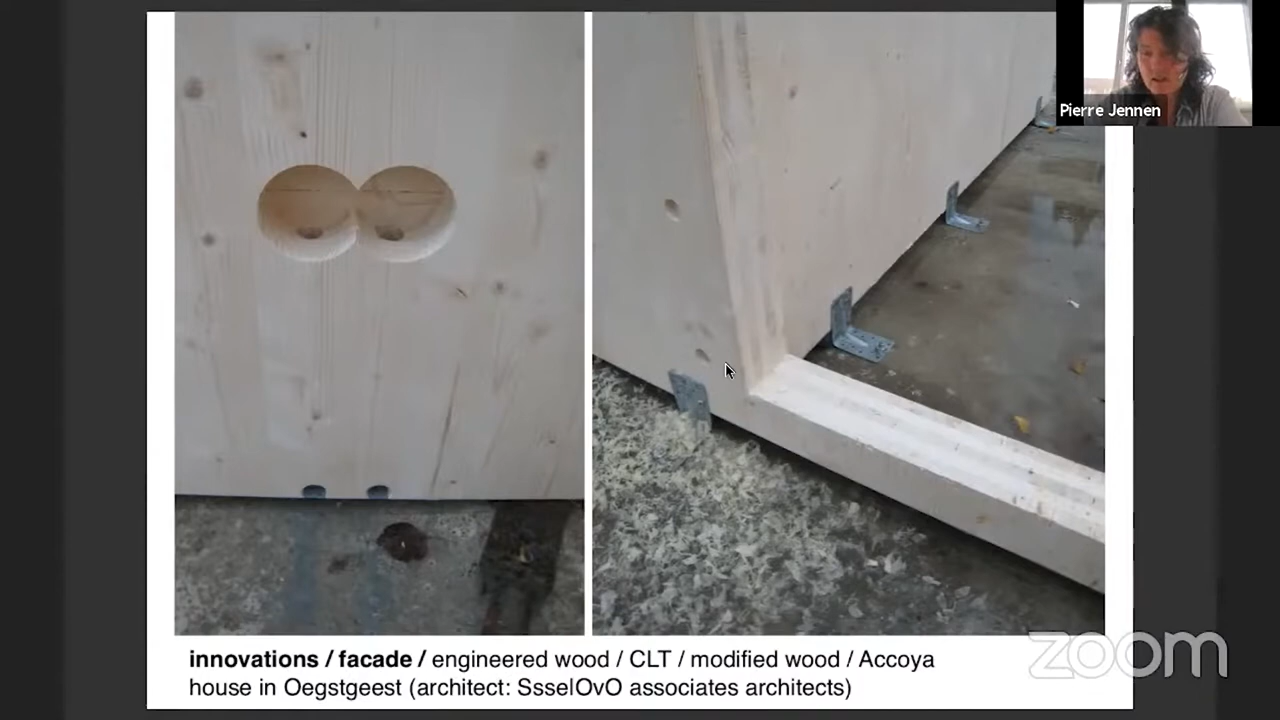 Pierre Jennen
innovations / facade / engineered wood / CLT / modified wood / Accoya
house in Oegstgeest (architect: SsselOvO associates architects)
zoom